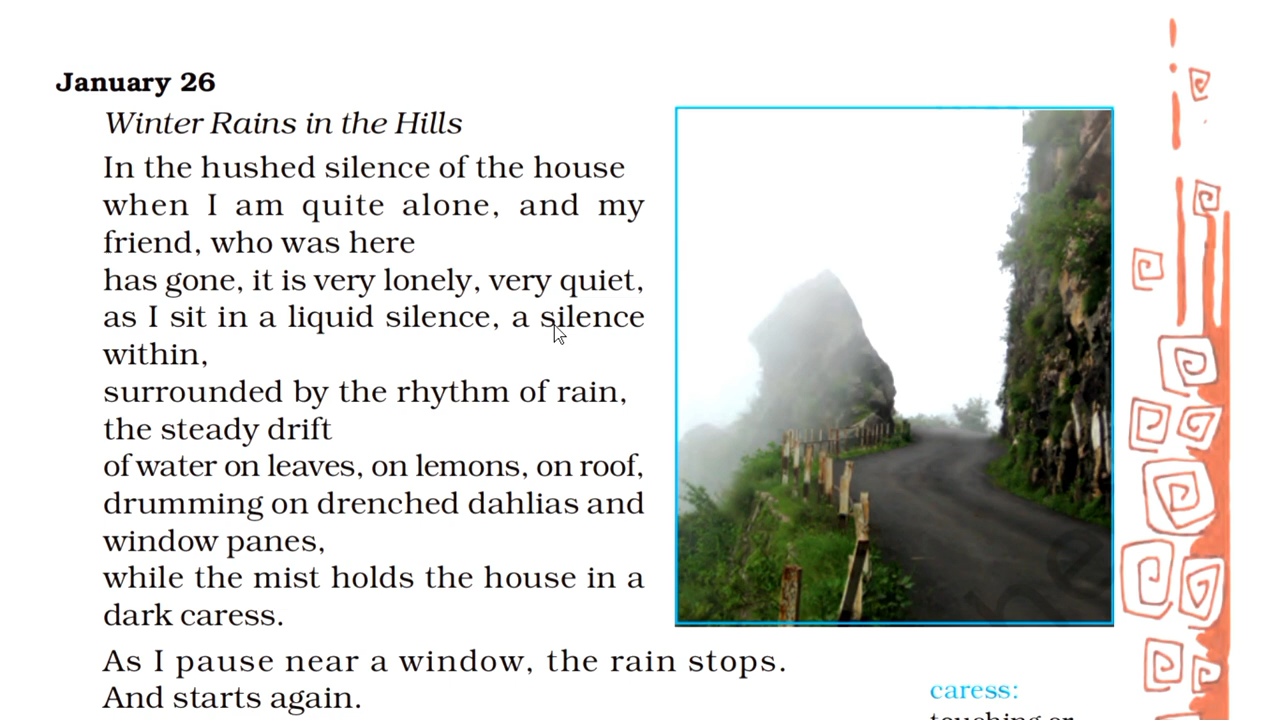 January 26
Winter Rains in the Hills
In the hushed silence of the house
when I am quite alone, and my
friend, who was here
has gone, it is very lonely, very quiet,
as I sit in a liquid silence, a silence
within,
surrounded by the rhythm of rain,
the steady drift
of water on leaves, on lemons, on roof,
drumming on drenched dahlias and
window panes,
while the mist holds the house in a
dark caress.
As I pause near a window, the rain stops.
And starts again.
caress:
touching or